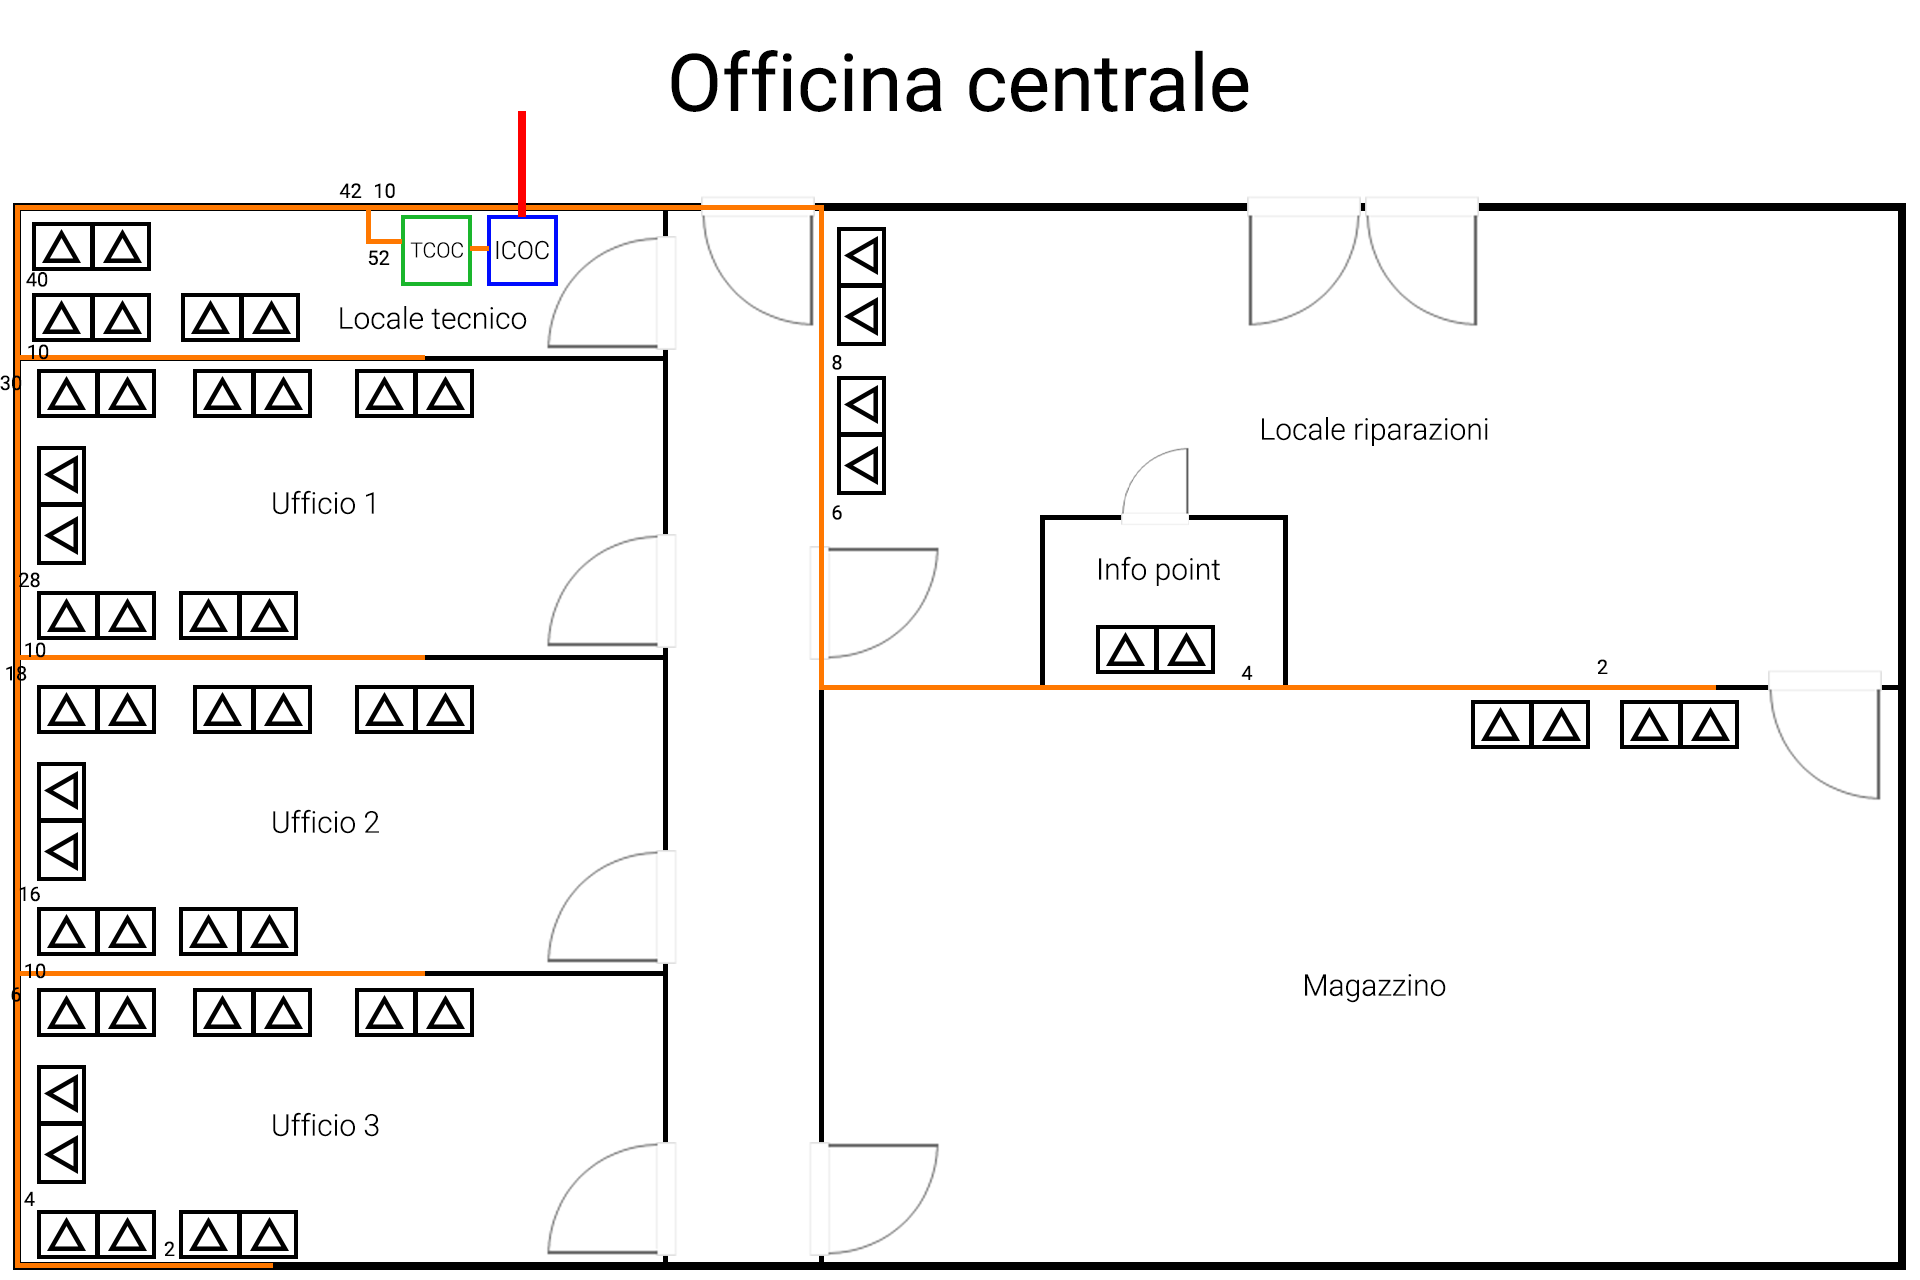 Officina centrale
42 10
TCOC
ICOC
52
40
Locale tecnico
10
30
8
Locale riparazioni
Ufficio 1
6
Info point
28
10
18
4
2
Ufficio 2
16
10
6
Magazzino
Ufficio 3
4
2